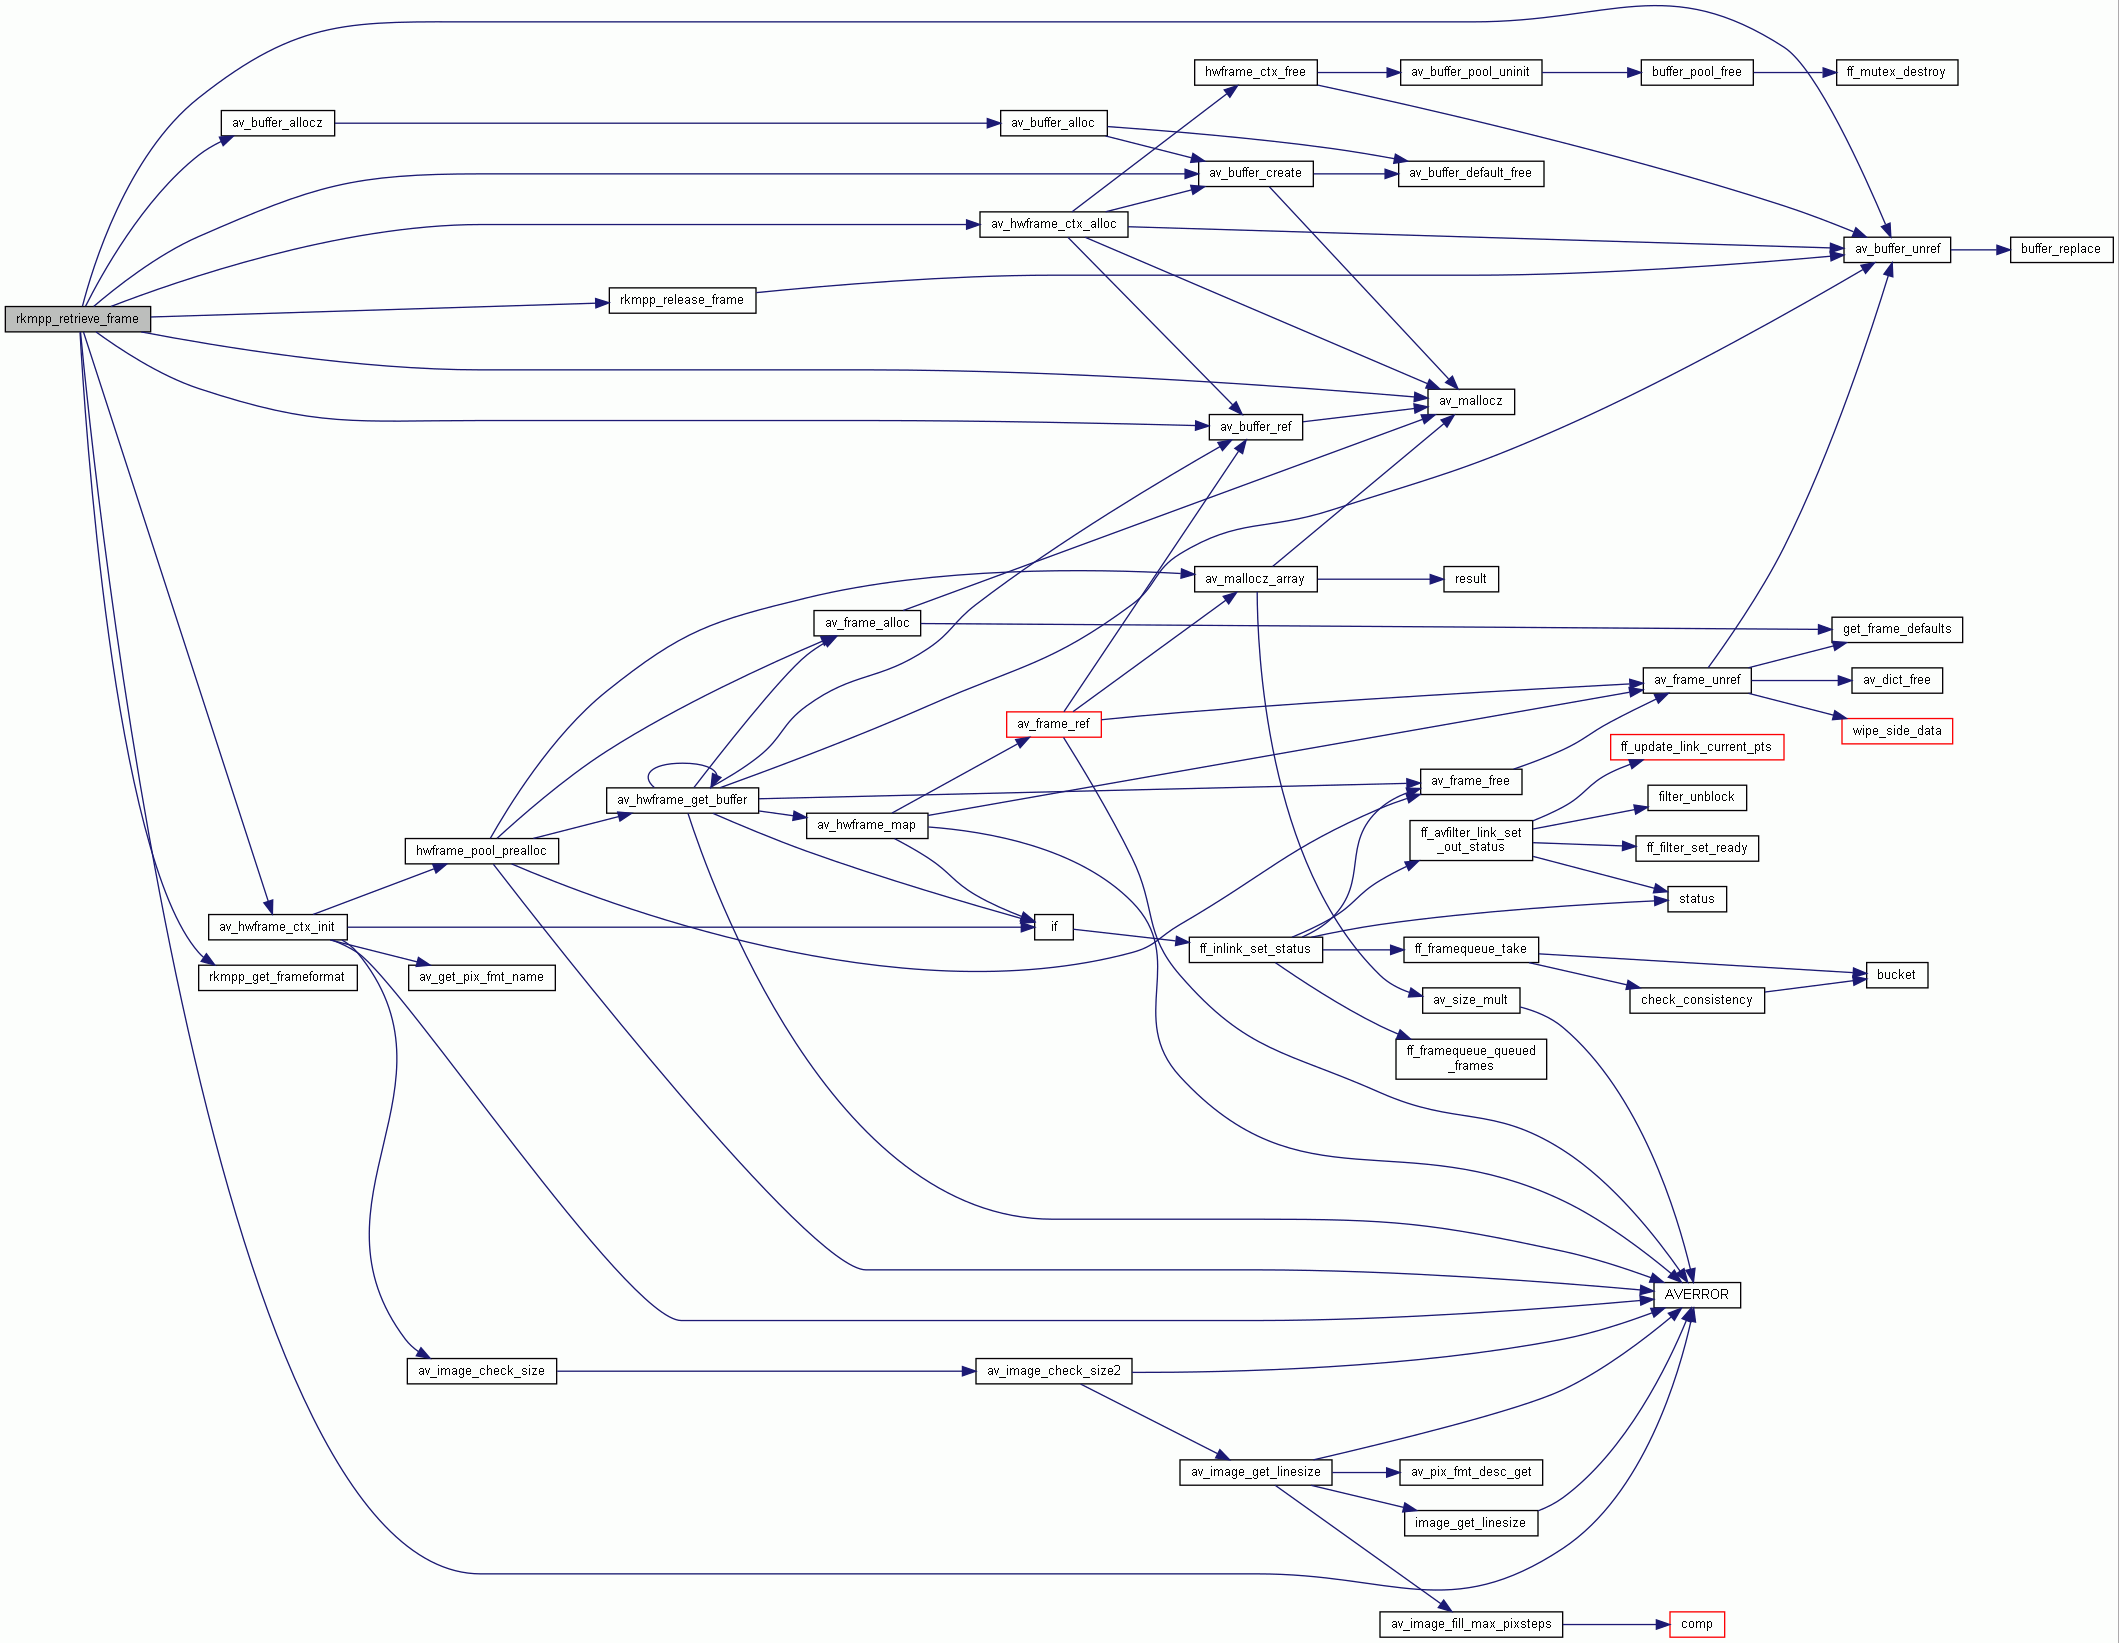 hwframe_ctx_free
av_buffer_pool_uninit
buffer_pool_free
ff_mutex_destroy
av_buffer_allocz
av_buffer_alloc
av_buffer_create
av_buffer_default_free
av_hwframe_ctx_alloc
av_buffer_unref
buffer_replace
rkmpp_release_frame
rkmpp_retrieve_frame
av_mallocz
av_buffer_ref
av_mallocz_array
result
av_frame_alloc
get_frame_defaults
av_frame_unref
av_dict_free
av_frame_ref
wipe_side_data
ff_update_link_current_pts
av_frame_free
av_hwframe_get_buffer
filter_unblock
av_hwframe_map
ff_avfilter_link_set
_out_status
hwframe_pool_prealloc
ff_filter_set_ready
status
av_hwframe_ctx_init
if
ff_inlink_set_status
ff_framequeue_take
rkmpp_get_frameformat
av_get_pix_fmt_name
bucket
av_size_mult
check_consistency
ff_framequeue_queued
_frames
AVERROR
av_image_check_size
av_image_check_size2
av_image_get_linesize
av_pix_fmt_desc_get
image_get_linesize
av_image_fill_max_pixsteps
comp